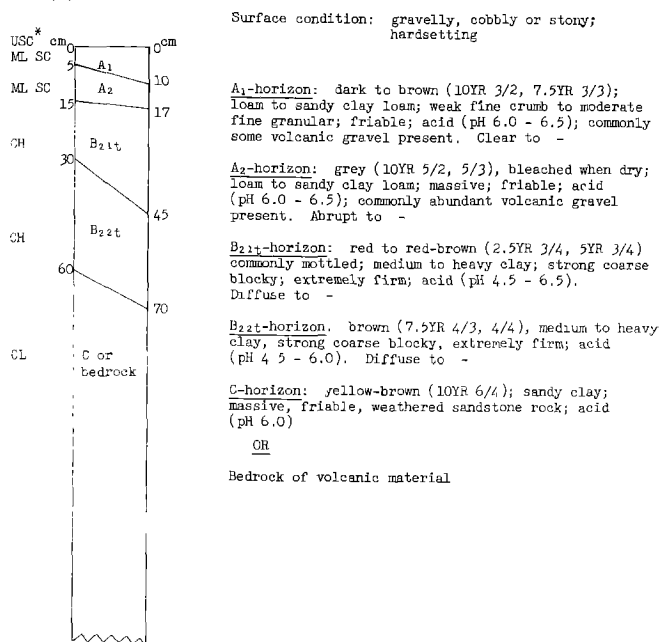 Surface condition: gravelly, cobbly or stony;
hardsetting
USC* cm 0 0 cm
ML SC 5 A1 10
ML SC A2
15 17
CH B21t
30
45
CH B22t
60
70
CL C or
bedrock
A1-horizon: dark to brown (10YR 3/2, 7.5YR 3/3);
loam to sandy clay loam; weak fine crumb to moderate
fine granular; friable; acid (pH 6.0 - 6.5); commonly
some volcanic gravel present. Clear to -
A2-horizon: grey (10YR 5/2, 5/3), bleached when dry;
loam to sandy clay loam; massive; friable; acid
(pH 6.0 - 6.5); commonly abundant volcanic gravel
present. Abrupt to -
B21t-horizon: red to red-brown (2.5YR 3/4, 5YR 3/4)
commonly mottled; medium to heavy clay; strong coarse
blocky; extremely firm; acid (pH 4.5 - 6.5).
Diffuse to -
B22t-horizon. brown (7.5YR 4/3, 4/4), medium to heavy
clay, strong coarse blocky, extremely firm; acid
(pH 4 5 - 6.0). Diffuse to -
C-horizon: yellow-brown (10YR 6/4); sandy clay;
massive, friable, weathered sandstone rock; acid
(pH 6.0)
OR
Bedrock of volcanic material